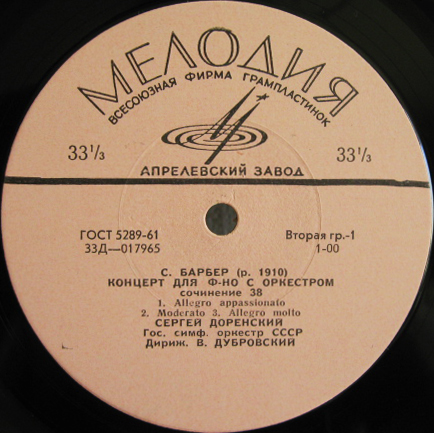 МЕЛОДИЯ
ВСЕСОЮЗНАЯ ФИРМА ГРАМПЛАСТИНОК
33⅓ 33⅓
АПРЕЛЕВСКИЙ ЗАВОД
ГОСТ 5289-61 Вторая гр.-1
33Д—017965 1-00
С. БАРБЕР (р. 1910)
КОНЦЕРТ ДЛЯ Ф-НО С ОРКЕСТРОМ
сочинение 38
1. Allegro appassionato
2. Moderato 3. Allegro molto
СЕРГЕЙ ДОРЕНСКИЙ
Гос. симф. оркестр СССР
Дириж. В. ДУБРОВСКИЙ